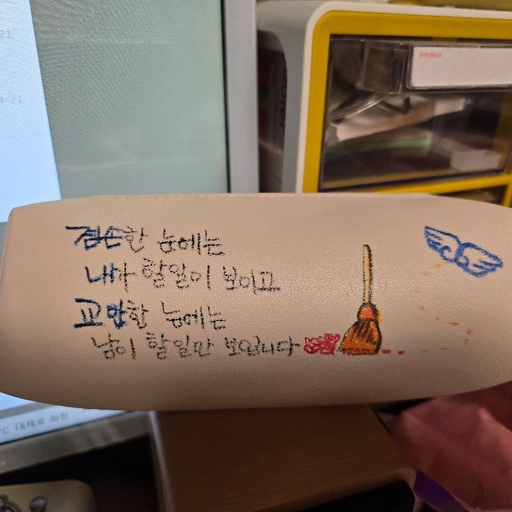 겸손한 눈에는
내가 할일이 보이고
교만한 눈에는
남이 할일만 보입니다